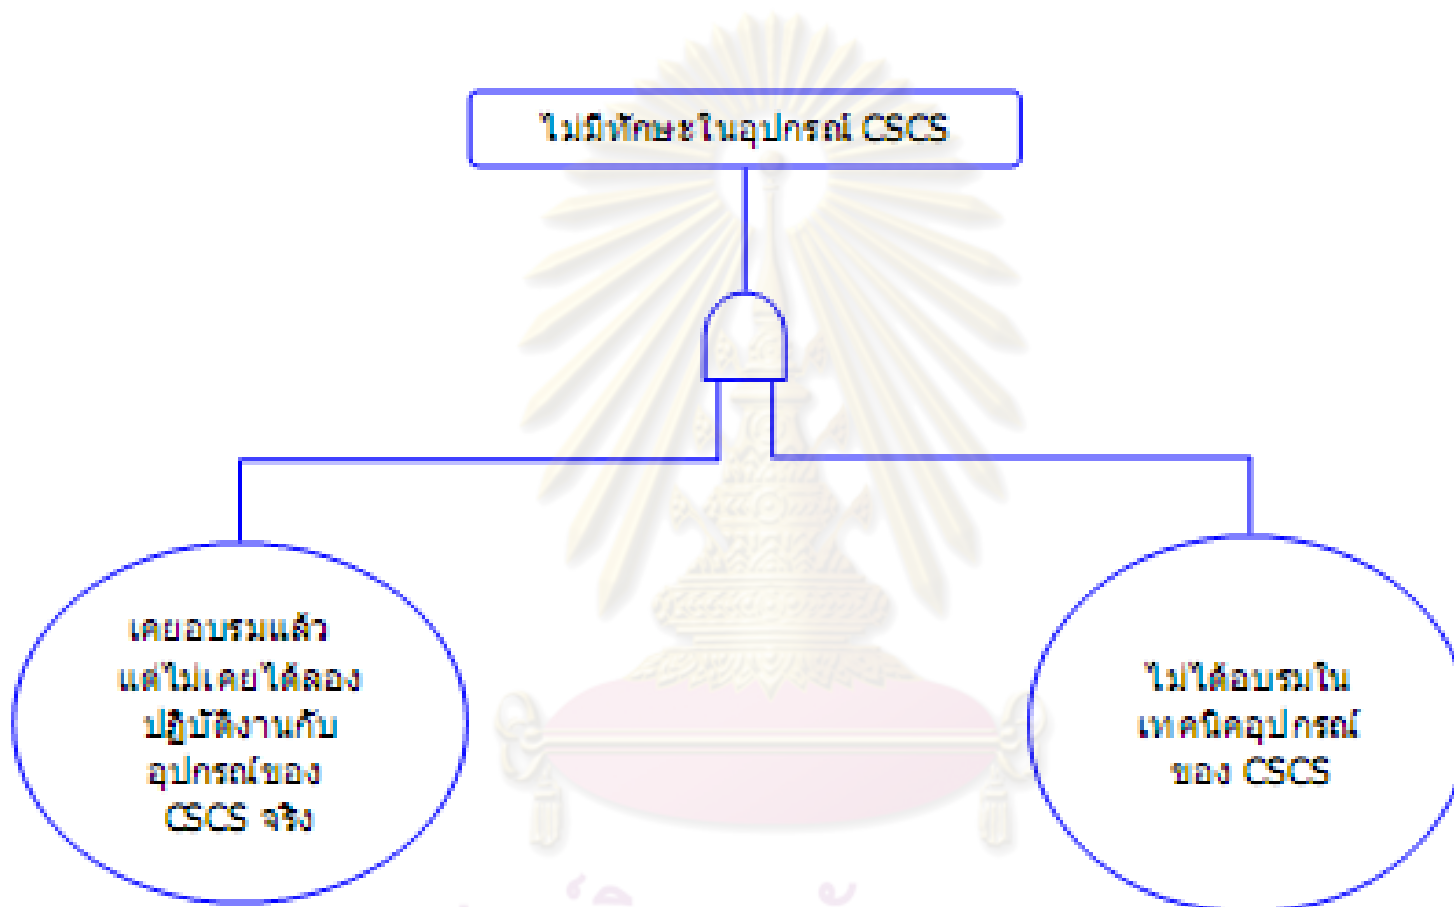 ไม่มีทักษะในอุปกรณ์ CSCS
เคยอบรมแล้ว
แต่ไม่เคยได้ลอง
ปฏิบัติงานกับ
อุปกรณ์ของ
CSCS จริง
ไม่ได้อบรมใน
เทคนิคอุปกรณ์
ของ CSCS